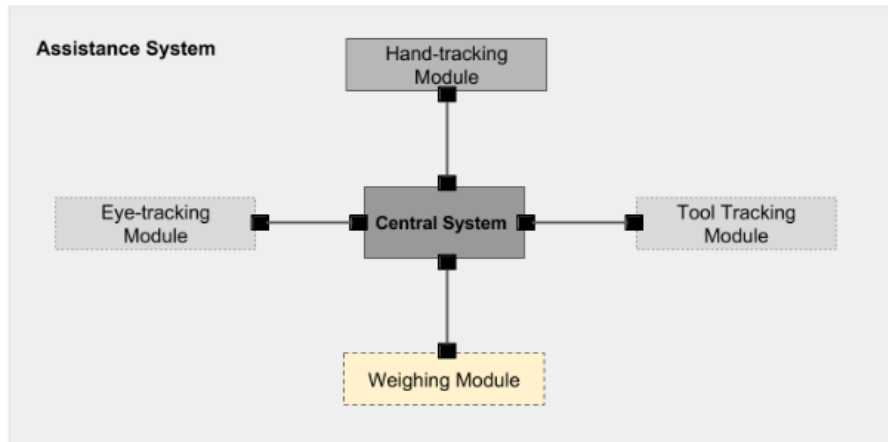 Assistance System
Hand-tracking
Module
Eye-tracking
Module
Central System
Tool Tracking
Module
Weighing Module